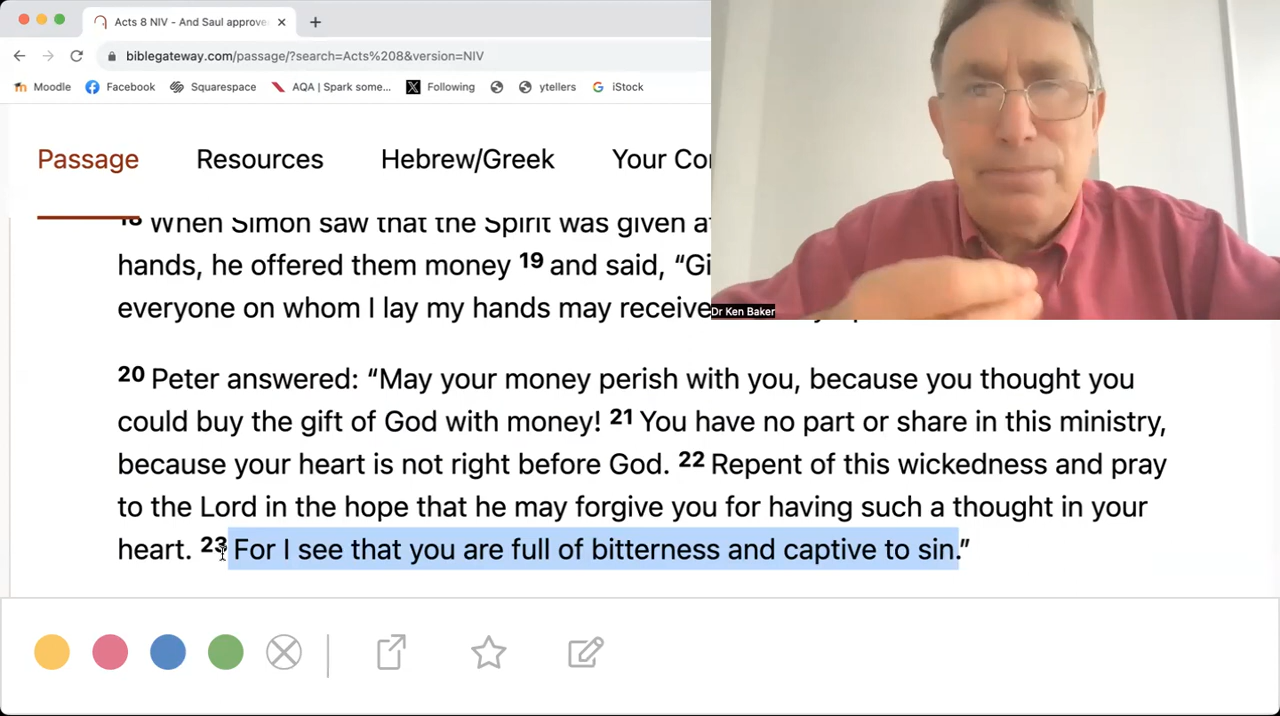 Acts 8 NIV - And Saul approve
biblegateway.com/passage/?search=Acts%208&version=NIV
Moodle Facebook Squarespace AQA | Spark some... Following ytellers iStock
Passage Resources Hebrew/Greek Your Co
18 When Simon saw that the Spirit was given
hands, he offered them money 19 and said, “Gi
everyone on whom I lay my hands may receive
Dr Ken Baker
20 Peter answered: “May your money perish with you, because you thought you
could buy the gift of God with money! 21 You have no part or share in this ministry,
because your heart is not right before God. 22 Repent of this wickedness and pray
to the Lord in the hope that he may forgive you for having such a thought in your
heart. 23 For I see that you are full of bitterness and captive to sin.”